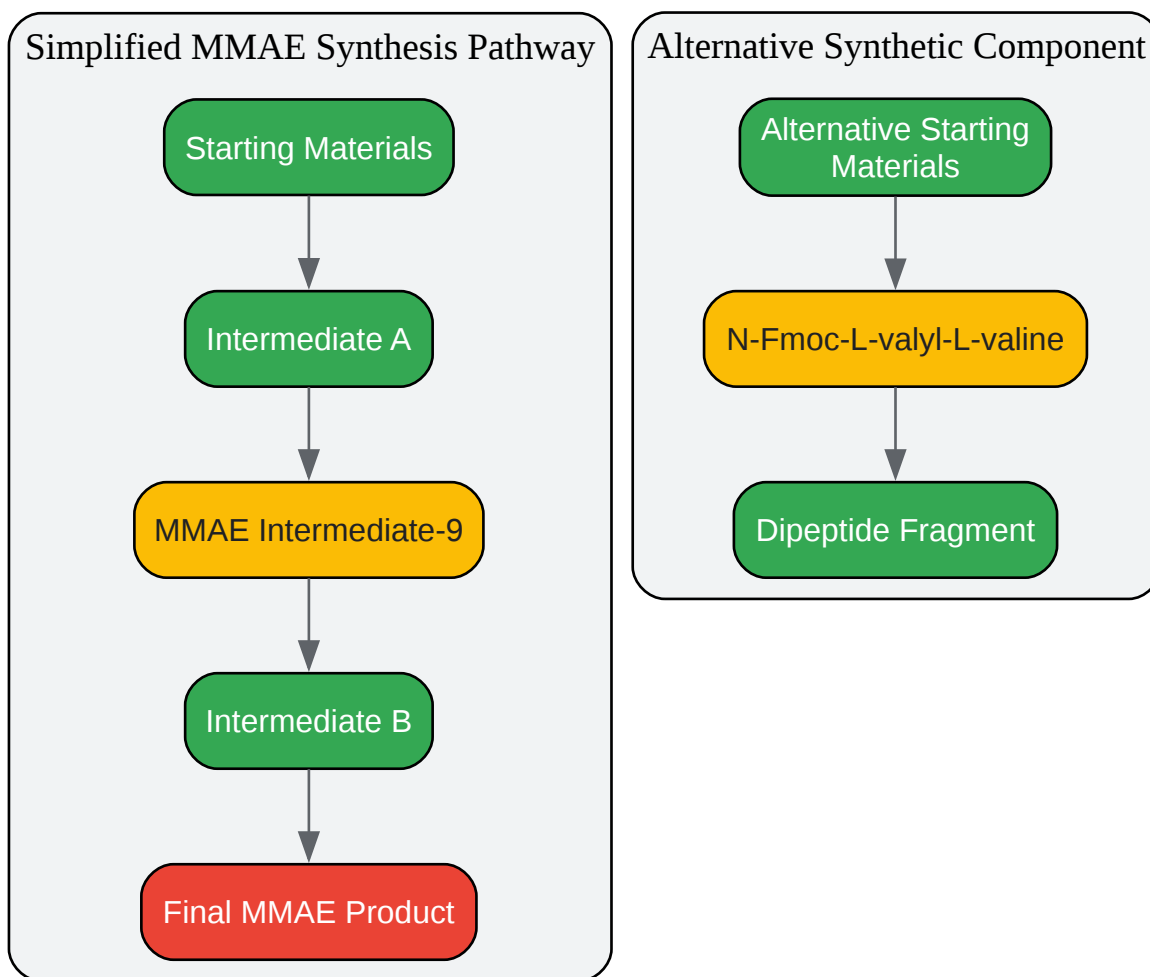 Simplified MMAE Synthesis Pathway
Starting Materials
Intermediate A
MMAE Intermediate-9
Intermediate B
Final MMAE Product
Alternative Synthetic Component
Alternative Starting
Materials
N-Fmoc-L-valyl-L-valine
Dipeptide Fragment